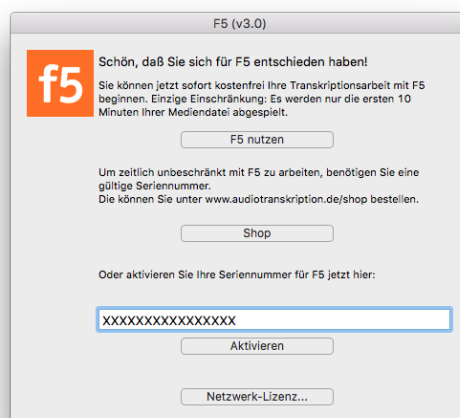 F5 (v3.0)
f5
Schön, daß Sie sich für F5 entschieden haben!
Sie können jetzt sofort kostenfrei Ihre Transkriptionsarbeit mit F5
beginnen. Einzige Einschränkung: Es werden nur die ersten 10
Minuten Ihrer Mediendatei abgespielt.
F5 nutzen
Um zeitlich unbeschränkt mit F5 zu arbeiten, benötigen Sie eine
gültige Seriennummer.
Die können Sie unter www.audiotranskription.de/shop bestellen.
Shop
Oder aktivieren Sie Ihre Seriennummer für F5 jetzt hier:
XXXXXXXXXXXXXXXX
Aktivieren
Netzwerk-Lizenz...